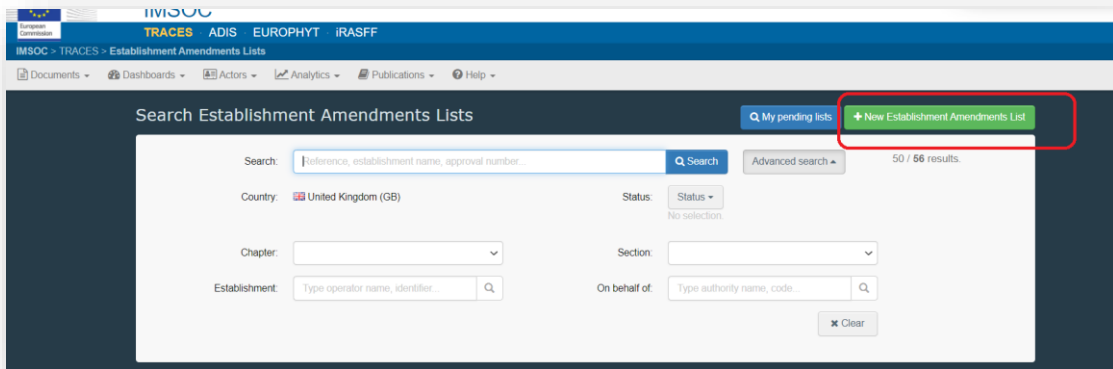 IMSOC
European
Commission
TRACES ADIS EUROPHYT iRASFF
IMSOC > TRACES > Establishment Amendments Lists
Documents Dashboards Actors Analytics Publications Help
Search Establishment Amendments Lists
My pending lists
+ New Establishment Amendments List
Search: Reference, establishment name, approval number... Search Advanced search 50 / 56 results.
Country: United Kingdom (GB) Status: Status
No selection.
Chapter: Section:
Establishment: Type operator name, identifier... On behalf of: Type authority name, code...
× Clear